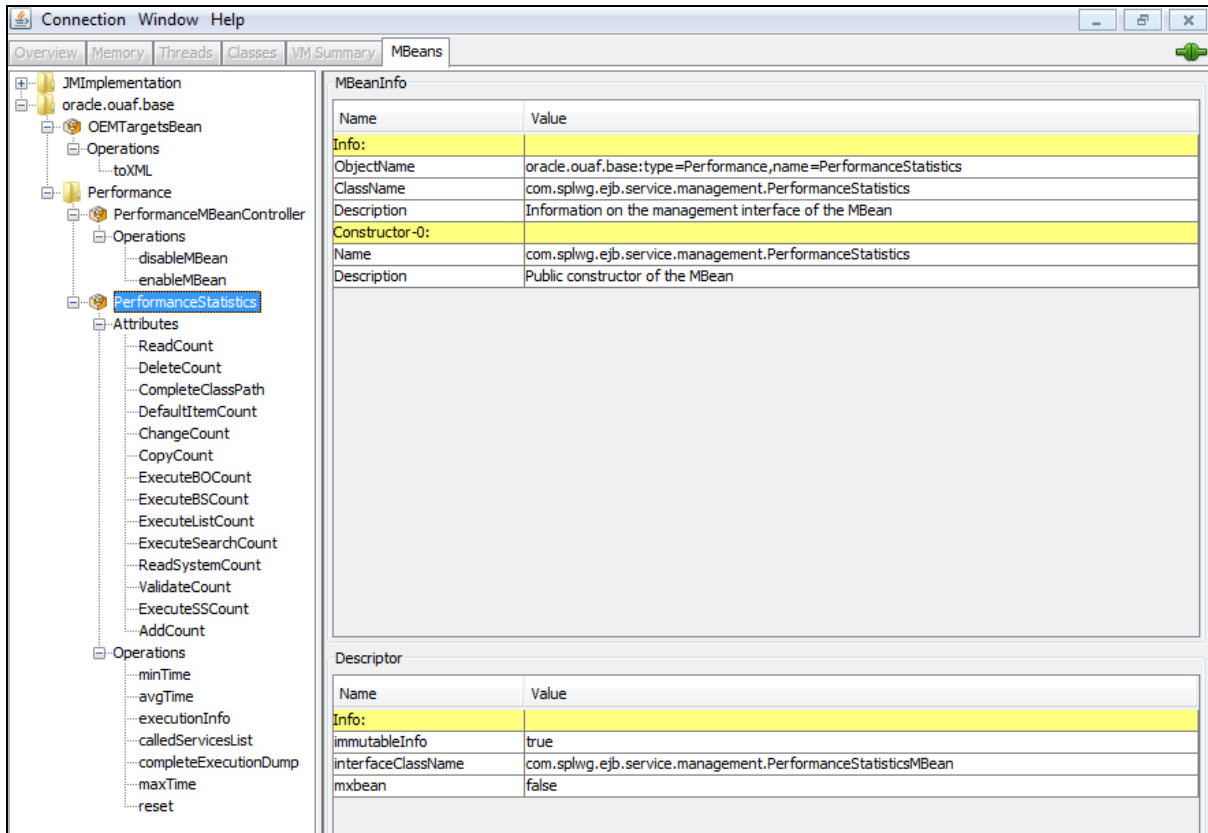 Connection Window Help
Overview Memory Threads Classes VM Summary MBeans
JMImplementation
oracle.ouaf.base
OEMTargetsBean
Operations
toXML
Performance
PerformanceMBeanController
Operations
disableMBean
enableMBean
PerformanceStatistics
Attributes
ReadCount
DeleteCount
CompleteClassPath
DefaultItemCount
ChangeCount
CopyCount
ExecuteBOCount
ExecuteBSCount
ExecuteListCount
ExecuteSearchCount
ReadSystemCount
ValidateCount
ExecuteSSCount
AddCount
Operations
minTime
avgTime
executionInfo
calledServicesList
completeExecutionDump
maxTime
reset
MBeanInfo
Name Value
Info:
ObjectName oracle.ouaf.base:type=Performance,name=PerformanceStatistics
ClassName com.splwg.ejb.service.management.PerformanceStatistics
Description Information on the management interface of the MBean
Constructor-0:
Name com.splwg.ejb.service.management.PerformanceStatistics
Description Public constructor of the MBean
Descriptor
Name Value
Info:
immutableInfo true
interfaceClassName com.splwg.ejb.service.management.PerformanceStatisticsMBean
mxbean false